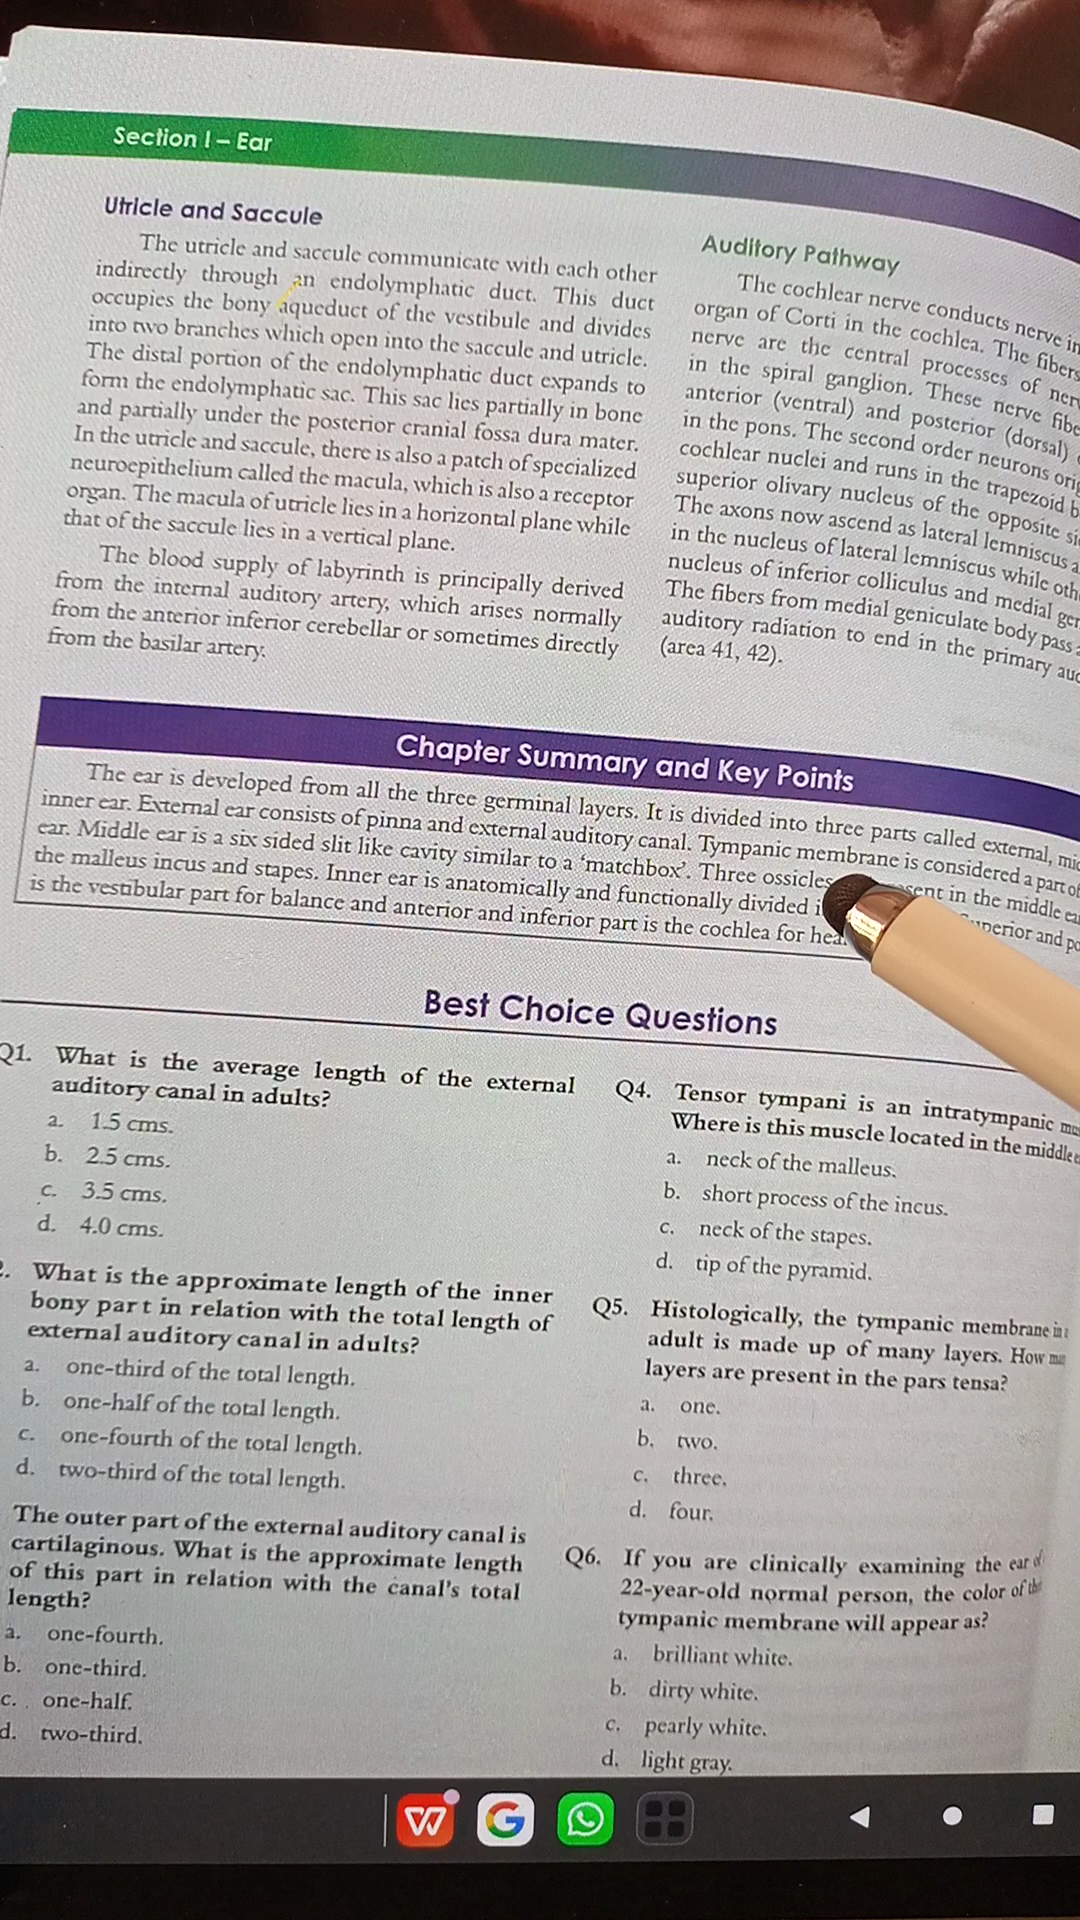 Section I – Ear
Utricle and Saccule
The utricle and saccule communicate with each other
indirectly through an endolymphatic duct. This duct
occupies the bony aqueduct of the vestibule and divides
into two branches which open into the saccule and utricle.
The distal portion of the endolymphatic duct expands to
form the endolymphatic sac. This sac lies partially in bone
and partially under the posterior cranial fossa dura mater.
In the utricle and saccule, there is also a patch of specialized
neuroepithelium called the macula, which is also a receptor
organ. The macula of utricle lies in a horizontal plane while
that of the saccule lies in a vertical plane.
The blood supply of labyrinth is principally derived
from the internal auditory artery, which arises normally
from the anterior inferior cerebellar or sometimes directly
from the basilar artery.
Auditory Pathway
The cochlear nerve conducts nerve
organ of Corti in the cochlea. The fibers
nerve are the central processes of
in the spiral ganglion. These nerve
anterior (ventral) and posterior (dorsal)
in the pons. The second order neurons
cochlear nuclei and runs in the trapezoid
superior olivary nucleus of the opposite
The axons now ascend as lateral lemniscus
in the nucleus of lateral lemniscus while
nucleus of inferior colliculus and medial
The fibers from medial geniculate body pass
auditory radiation to end in the primary
(area 41, 42).
Chapter Summary and Key Points
The ear is developed from all the three germinal layers. It is divided into three parts called external,
inner ear. External ear consists of pinna and external auditory canal. Tympanic membrane is considered a part of
ear. Middle ear is a six sided slit like cavity similar to a ‘matchbox’. Three ossicles in the middle
the malleus incus and stapes. Inner ear is anatomically and functionally divided and
is the vestibular part for balance and anterior and inferior part is the cochlea for
Best Choice Questions
Q1. What is the average length of the external
auditory canal in adults?
a. 1.5 cms.
b. 2.5 cms.
c. 3.5 cms.
d. 4.0 cms.
What is the approximate length of the inner
bony part in relation with the total length of
external auditory canal in adults?
a. one-third of the total length.
b. one-half of the total length.
c. one-fourth of the total length.
d. two-third of the total length.
The outer part of the external auditory canal is
cartilaginous. What is the approximate length
of this part in relation with the canal’s total
length?
a. one-fourth.
b. one-third.
c. one-half.
d. two-third.
Q4. Tensor tympani is an intratympanic
Where is this muscle located in the middle
a. neck of the malleus.
b. short process of the incus.
c. neck of the stapes.
d. tip of the pyramid.
Q5. Histologically, the tympanic membrane in
adult is made up of many layers. How
layers are present in the pars tensa?
a. one.
b. two.
c. three.
d. four.
Q6. If you are clinically examining the ear of
22-year-old normal person, the color of the
tympanic membrane will appear as?
a. brilliant white.
b. dirty white.
c. pearly white.
d. light gray.